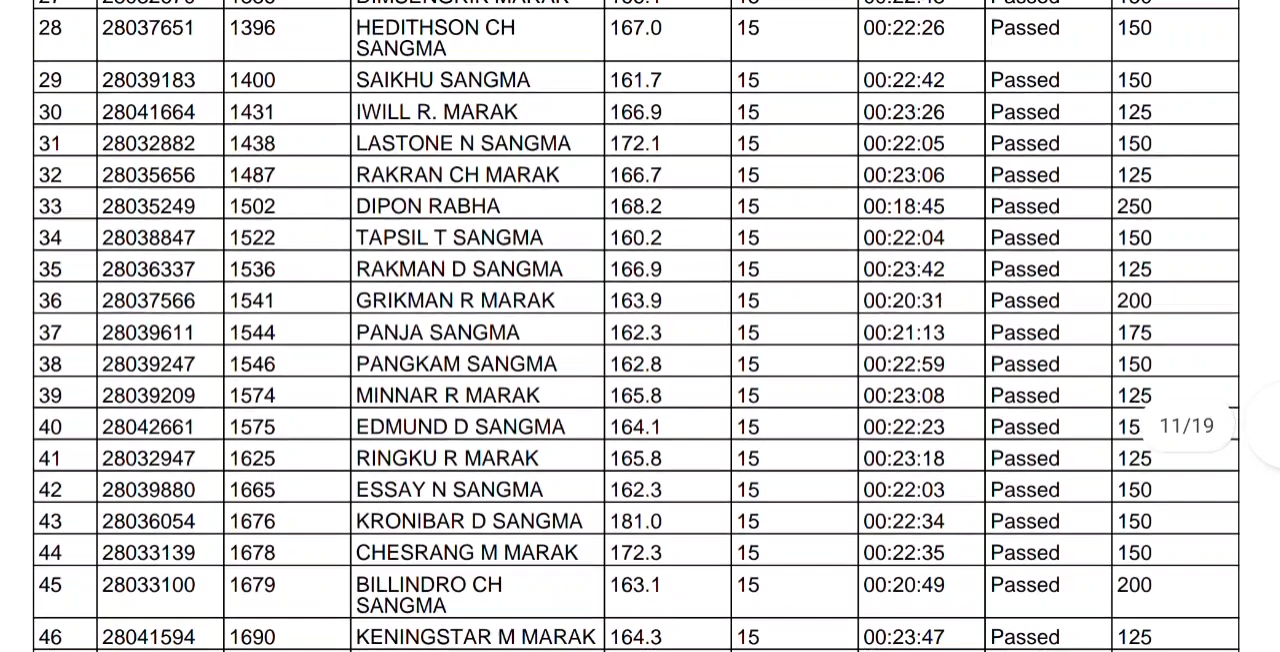 28 28037651 1396 HEDITHSON CH 167.0 15 00:22:26 Passed 150
SANGMA
29 28039183 1400 SAIKHU SANGMA 161.7 15 00:22:42 Passed 150
30 28041664 1431 IWILL R. MARAK 166.9 15 00:23:26 Passed 125
31 28032882 1438 LASTONE N SANGMA 172.1 15 00:22:05 Passed 150
32 28035656 1487 RAKRAN CH MARAK 166.7 15 00:23:06 Passed 125
33 28035249 1502 DIPON RABHA 168.2 15 00:18:45 Passed 250
34 28038847 1522 TAPSIL T SANGMA 160.2 15 00:22:04 Passed 150
35 28036337 1536 RAKMAN D SANGMA 166.9 15 00:23:42 Passed 125
36 28037566 1541 GRIKMAN R MARAK 163.9 15 00:20:31 Passed 200
37 28039611 1544 PANJA SANGMA 162.3 15 00:21:13 Passed 175
38 28039247 1546 PANGKAM SANGMA 162.8 15 00:22:59 Passed 150
39 28039209 1574 MINNAR R MARAK 165.8 15 00:23:08 Passed 125
40 28042661 1575 EDMUND D SANGMA 164.1 15 00:22:23 Passed 15 11/19
41 28032947 1625 RINGKU R MARAK 165.8 15 00:23:18 Passed 125
42 28039880 1665 ESSAY N SANGMA 162.3 15 00:22:03 Passed 150
43 28036054 1676 KRONIBAR D SANGMA 181.0 15 00:22:34 Passed 150
44 28033139 1678 CHESRANG M MARAK 172.3 15 00:22:35 Passed 150
45 28033100 1679 BILLINDRO CH 163.1 15 00:20:49 Passed 200
SANGMA
46 28041594 1690 KENINGSTAR M MARAK 164.3 15 00:23:47 Passed 125